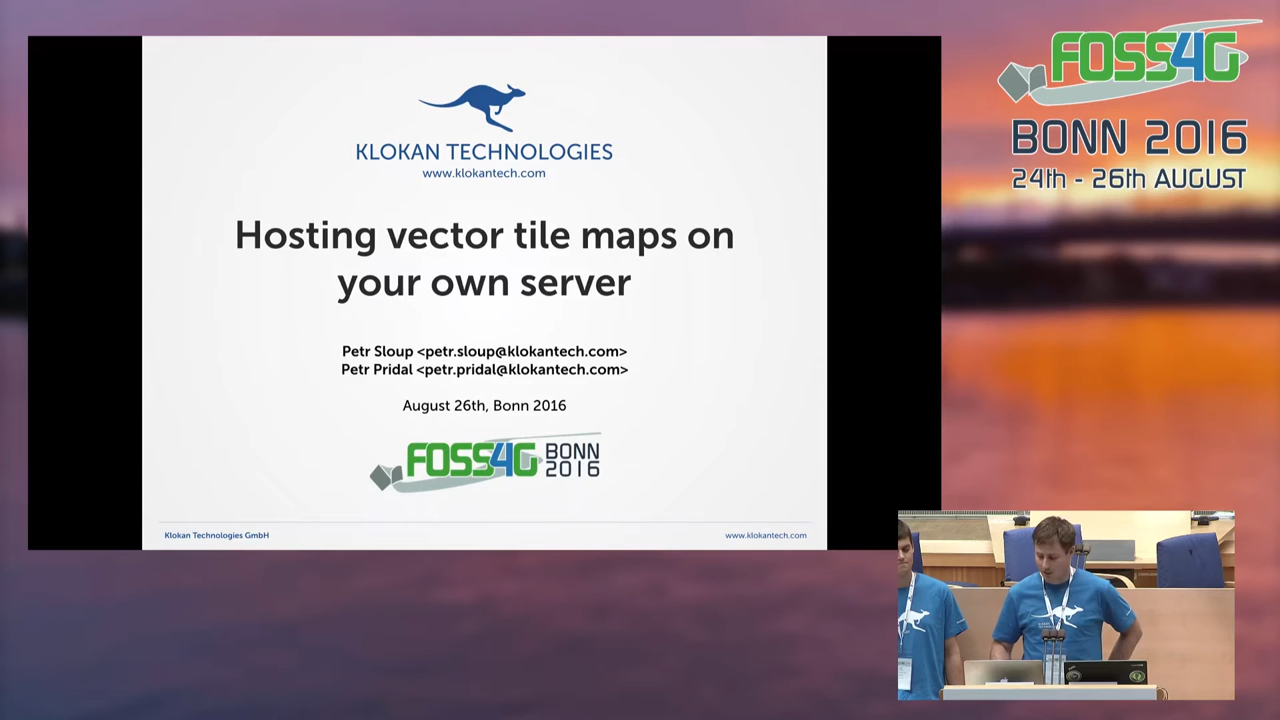 KLOKAN TECHNOLOGIES
www.klokantech.com
Hosting vector tile maps on
your own server
Petr Sloup <petr.sloup@klokantech.com>
Petr Pridal <petr.pridal@klokantech.com>
August 26th, Bonn 2016
FOSS4G BONN
2016
Klokan Technologies GmbH
www.klokantech.com
FOSS4G
BONN 2016
24th - 26th AUGUST